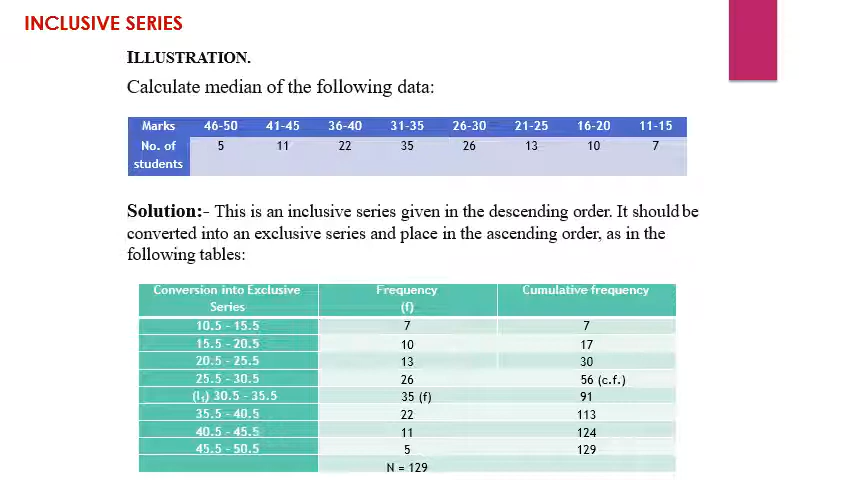 INCLUSIVE SERIES
ILLUSTRATION.
Calculate median of the following data:
Marks 46-50 41-45 36-40 31-35 26-30 21-25 16-20 11-15
No. of students 5 11 22 35 26 13 10 7
Solution:- This is an inclusive series given in the descending order. It should be
converted into an exclusive series and place in the ascending order, as in the
following tables:
Conversion into Exclusive Series Frequency (f) Cumulative frequency
10.5 – 15.5 7 7
15.5 – 20.5 10 17
20.5 – 25.5 13 30
25.5 – 30.5 26 56 (c.f.)
(l₁) 30.5 – 35.5 35 (f) 91
35.5 – 40.5 22 113
40.5 – 45.5 11 124
45.5 – 50.5 5 129
N = 129